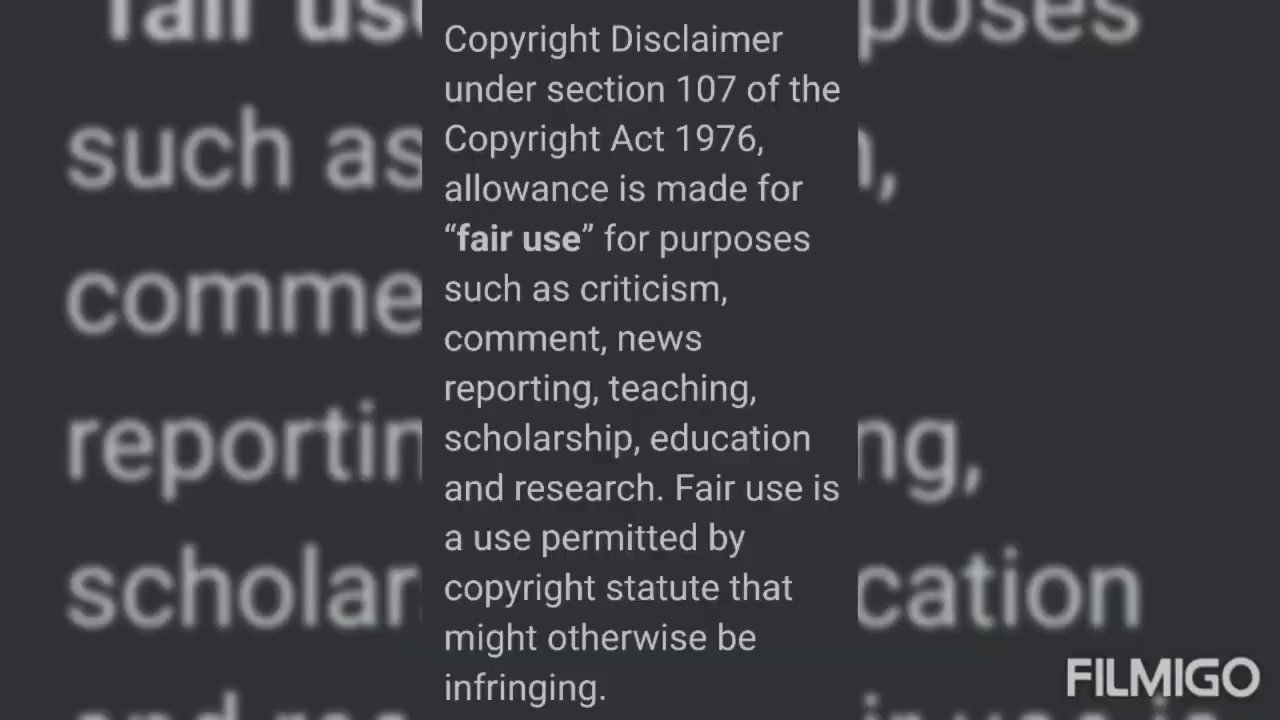 Copyright Disclaimer
under section 107 of the
Copyright Act 1976,
allowance is made for
“fair use” for purposes
such as criticism,
comment, news
reporting, teaching,
scholarship, education
and research. Fair use is
a use permitted by
copyright statute that
might otherwise be
infringing.
FILMIGO